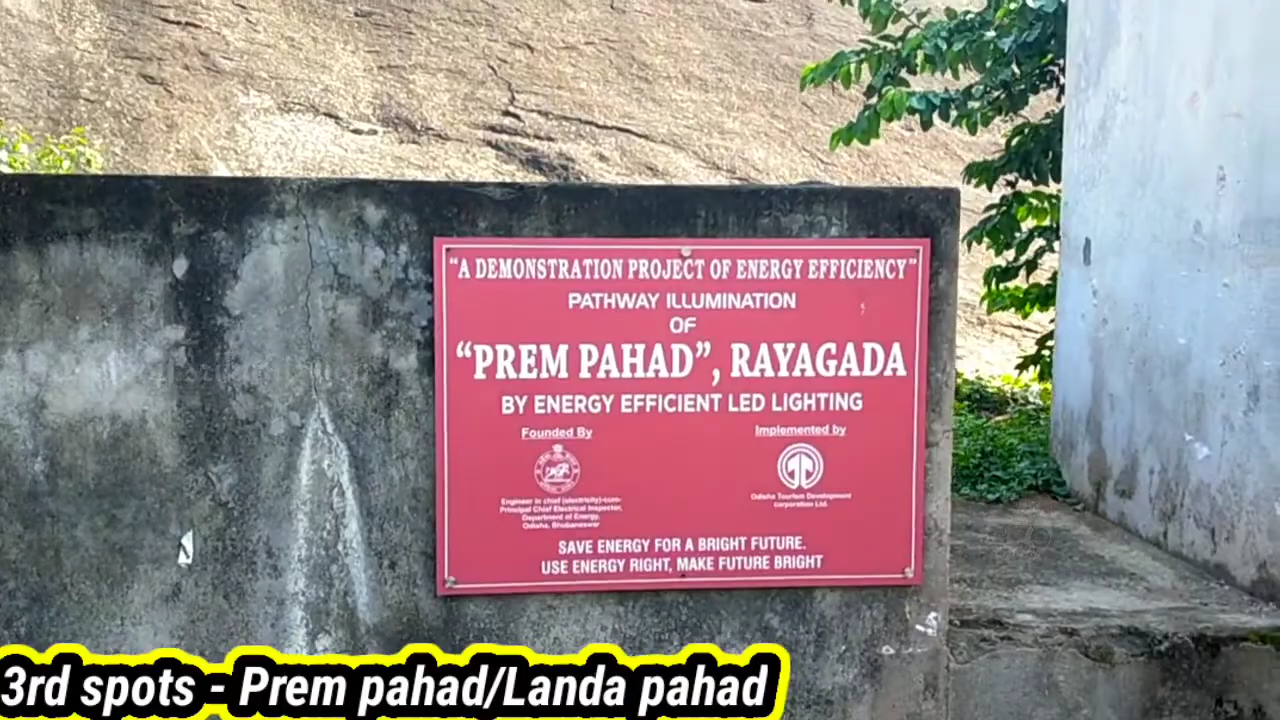 "A DEMONSTRATION PROJECT OF ENERGY EFFICIENCY"
PATHWAY ILLUMINATION
OF
"PREM PAHAD", RAYAGADA
BY ENERGY EFFICIENT LED LIGHTING
Founded By
Implemented by
Engineer in chief (electricity)-cum-
Principal Chief Electrical Inspector,
Department of Energy,
Odisha, Bhubaneswar
Odisha Tourism Development
corporation Ltd.
SAVE ENERGY FOR A BRIGHT FUTURE.
USE ENERGY RIGHT, MAKE FUTURE BRIGHT
3rd spots - Prem pahad/Landa pahad